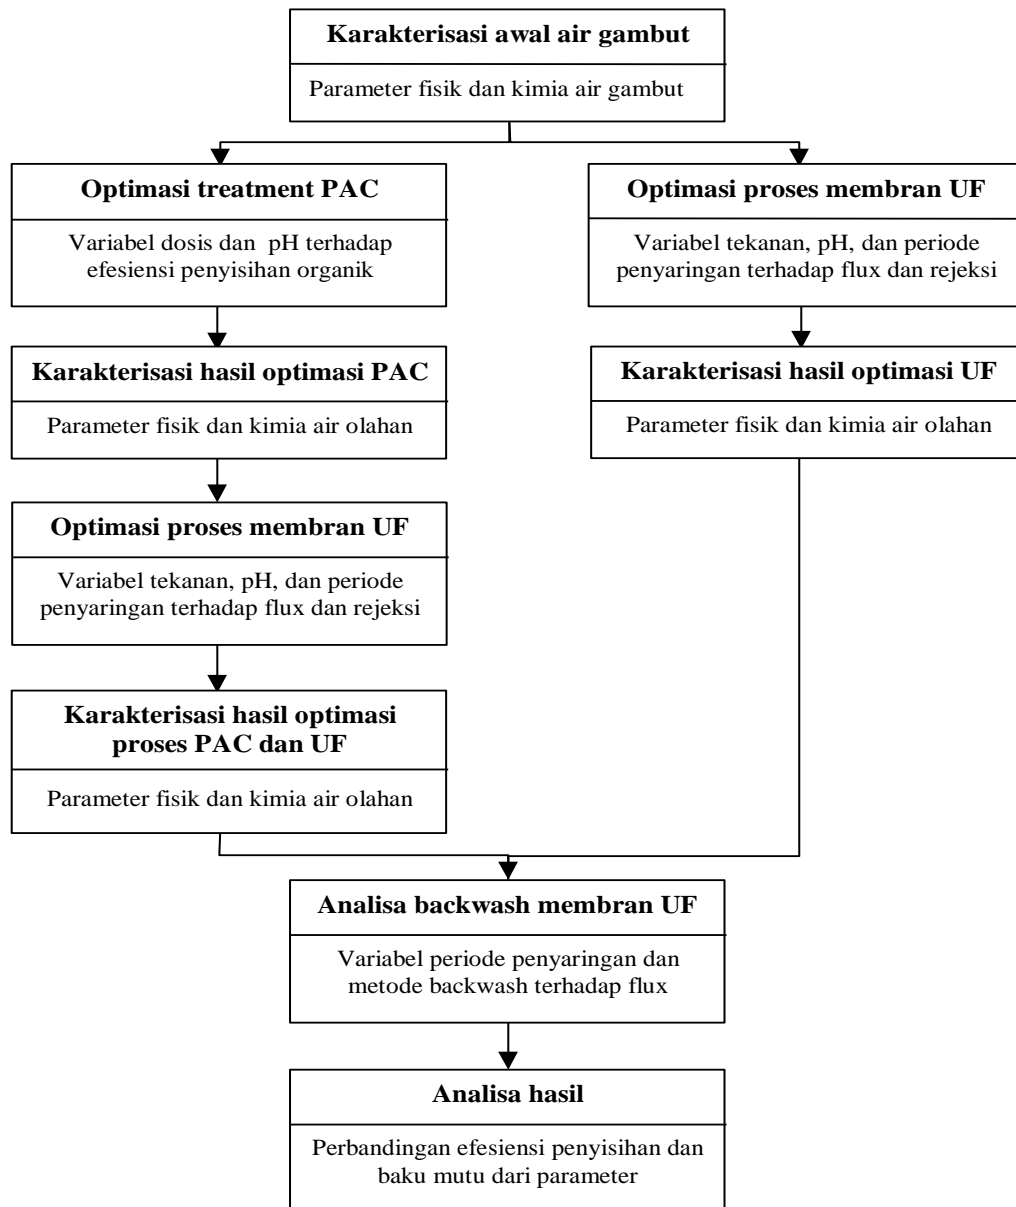 Karakterisasi awal air gambut
Parameter fisik dan kimia air gambut
Optimasi treatment PAC
Variabel dosis dan pH terhadap
efesiensi penyisihan organik
Optimasi proses membran UF
Variabel tekanan, pH, dan periode
penyaringan terhadap flux dan rejeksi
Karakterisasi hasil optimasi PAC
Parameter fisik dan kimia air olahan
Karakterisasi hasil optimasi UF
Parameter fisik dan kimia air olahan
Optimasi proses membran UF
Variabel tekanan, pH, dan periode
penyaringan terhadap flux dan rejeksi
Karakterisasi hasil optimasi
proses PAC dan UF
Parameter fisik dan kimia air olahan
Analisa backwash membran UF
Variabel periode penyaringan dan
metode backwash terhadap flux
Analisa hasil
Perbandingan efesiensi penyisihan dan
baku mutu dari parameter